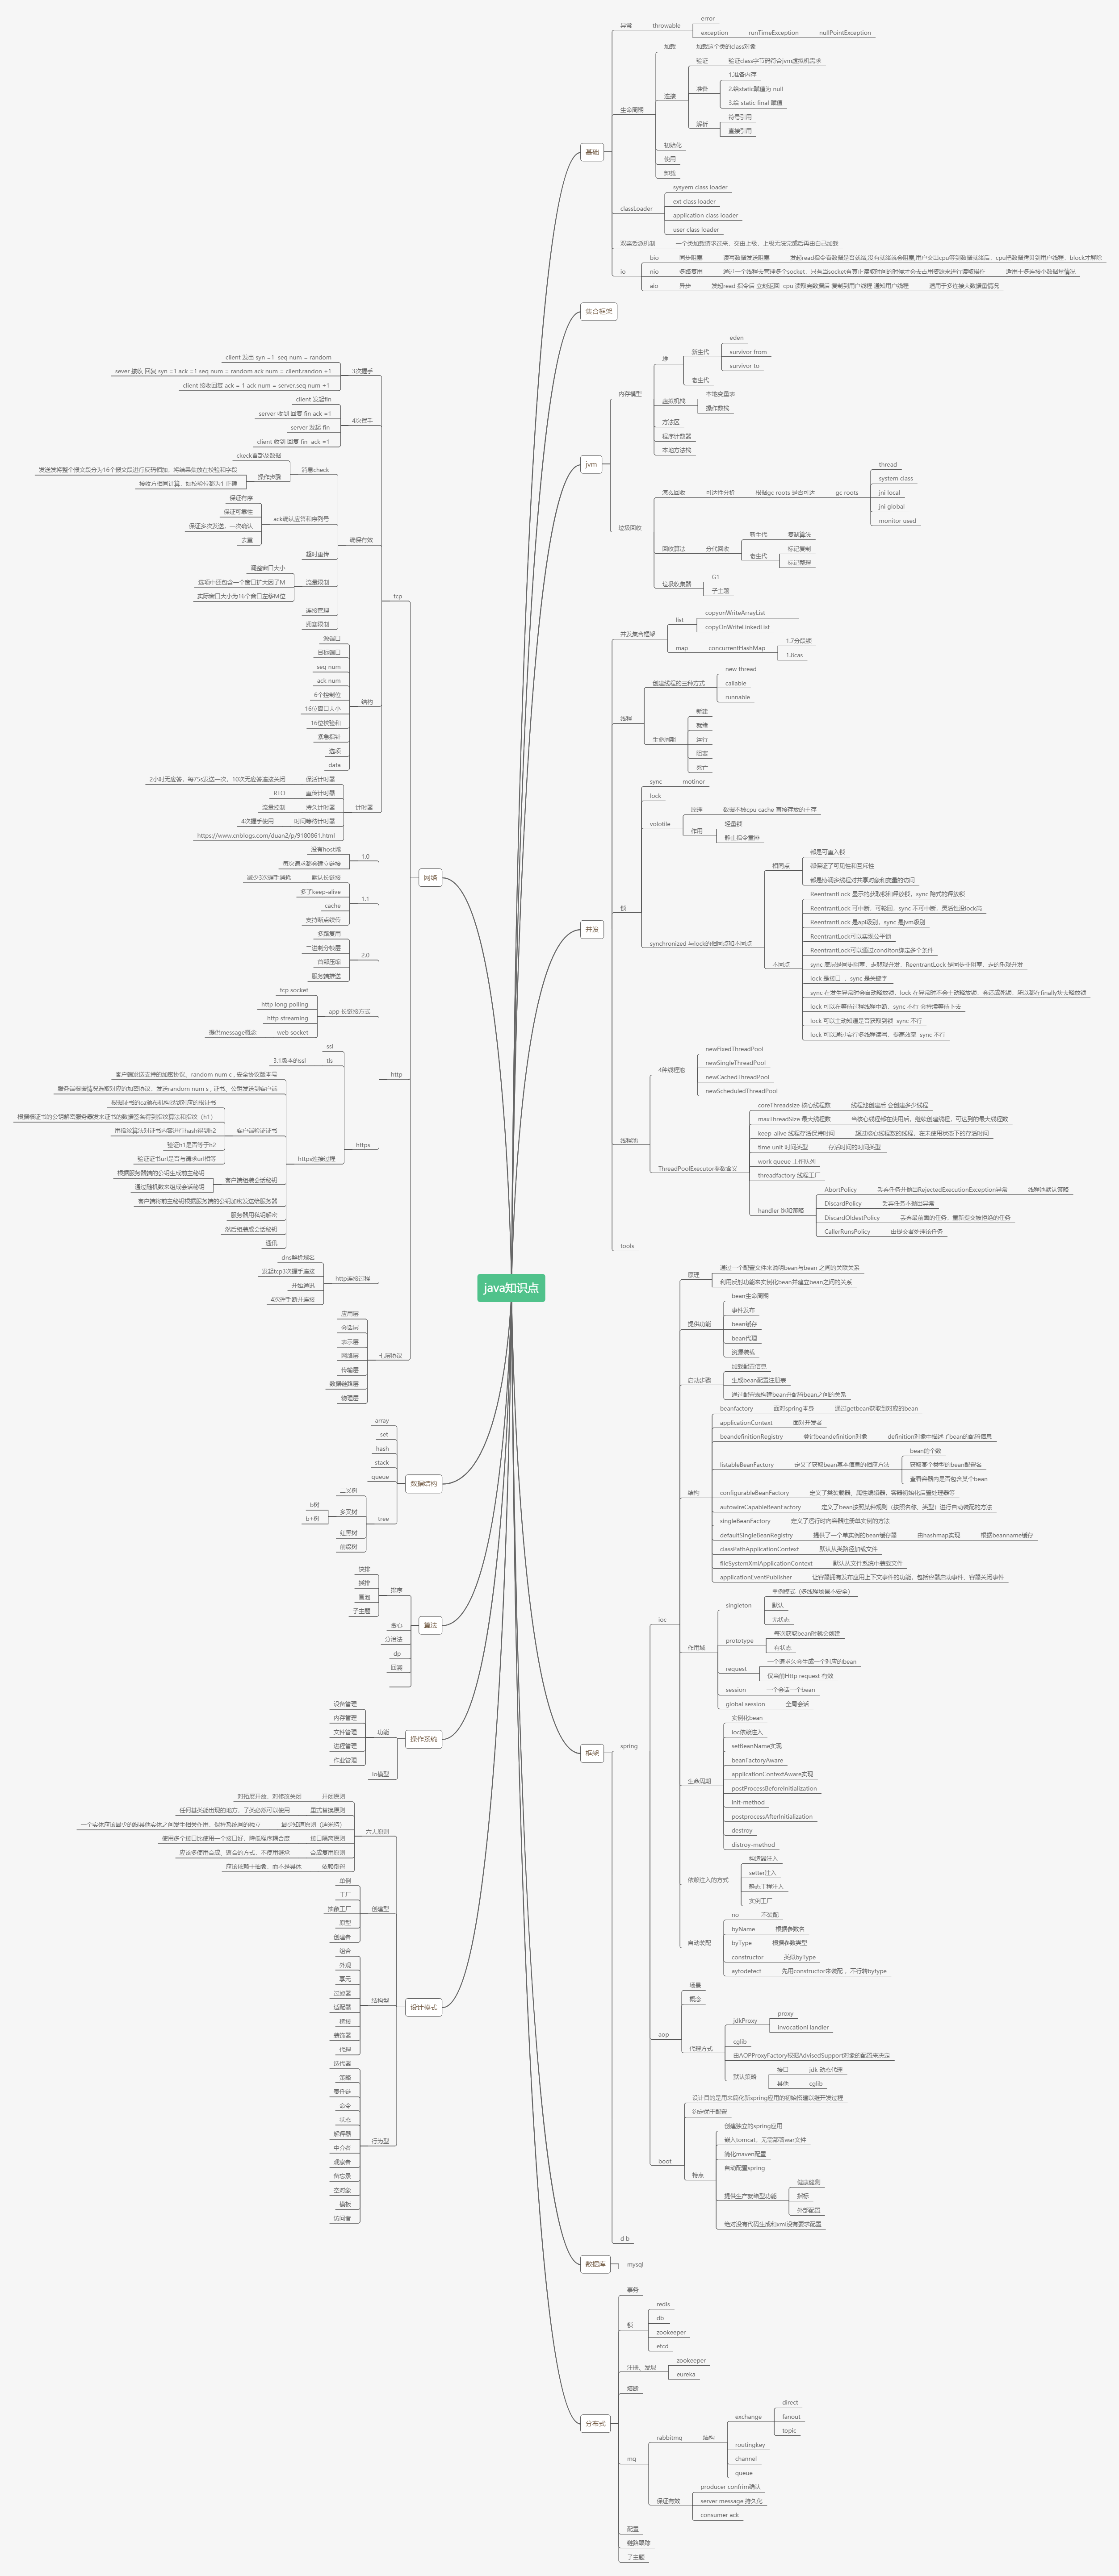 java知识点
基础
异常
throwable
error
exception
runTimeException
nullPointException
生命周期
加载
加载这个类的class对象
连接
验证
验证class字节码符合jvm虚拟机需求
准备
1.准备内存
2.给static赋值为 null
3.给 static final 赋值
解析
符号引用
直接引用
初始化
使用
卸载
classLoader
sysyem class loader
ext class loader
application class loader
user class loader
双亲委派机制
一个类加载请求过来，交由上级，上级无法完成后再由自己加载
io
bio
同步阻塞
读写数据发送阻塞
发起read指令看数据是否就绪,没有就绪就会阻塞,用户交出cpu等到数据就绪后，cpu把数据拷贝到用户线程，block才解除
nio
多路复用
通过一个线程去管理多个socket，只有当socket有真正读取时间的时候才会去占用资源来进行读取操作
适用于多连接小数据量情况
aio
异步
发起read 指令后 立刻返回  cpu 读取完数据后 复制到用户线程 通知用户线程
适用于多连接大数据量情况
集合框架
jvm
内存模型
堆
新生代
eden
survivor from
survivor to
老生代
虚拟机栈
本地变量表
操作数栈
方法区
程序计数器
本地方法栈
垃圾回收
怎么回收
可达性分析
根据gc roots 是否可达
gc roots
thread
system class
jni local
jni global
monitor used
回收算法
分代回收
新生代
复制算法
老生代
标记复制
标记整理
垃圾收集器
G1
子主题
并发
并发集合框架
list
copyonWriteArrayList
copyOnWriteLinkedList
map
concurrentHashMap
1.7分段锁
1.8cas
线程
创建线程的三种方式
new thread
callable
runnable
生命周期
新建
就绪
运行
阻塞
死亡
锁
sync
motinor
lock
volotile
原理
数据不被cpu cache 直接存放的主存
作用
轻量锁
静止指令重排
synchronized 与lock的相同点和不同点
相同点
都是可重入锁
都保证了可见性和互斥性
都是协调多线程对共享对象和变量的访问
不同点
ReentrantLock 显示的获取锁和释放锁，sync 隐式的释放锁
ReentrantLock 可中断，可轮回，sync 不可中断，灵活性没lock高
ReentrantLock 是api级别，sync 是jvm级别
ReentrantLock可以实现公平锁
ReentrantLock可以通过conditon绑定多个条件
sync 底层是同步阻塞，走悲观并发，ReentrantLock 是同步非阻塞，走的乐观并发
lock 是接口  ，sync 是关键字
sync 在发生异常时会自动释放锁，lock 在异常时不会主动释放锁，会造成死锁，所以都在finally块去释放锁
lock 可以在等待过程线程中断，sync 不行 会持续等待下去
lock 可以主动知道是否获取到锁  sync 不行
lock 可以通过实行多线程读写，提高效率  sync 不行
线程池
4种线程池
newFixedThreadPool
newSingleThreadPool
newCachedThreadPool
newScheduledThreadPool
ThreadPoolExecutor参数含义
coreThreadsize 核心线程数
线程池创建后 会创建多少线程
maxThreadSize 最大线程数
当核心线程都在使用后，继续创建线程，可达到的最大线程数
keep-alive 线程存活保持时间
超过核心线程数的线程，在未使用状态下的存活时间
time unit 时间类型
存活时间的时间类型
work queue 工作队列
threadfactory 线程工厂
handler 饱和策略
AbortPolicy
丢弃任务并抛出RejectedExecutionException异常
线程池默认策略
DiscardPolicy
丢弃任务不抛出异常
DiscardOldestPolicy
丢弃最前面的任务，重新提交被拒绝的任务
CallerRunsPolicy
由提交者处理该任务
tools
框架
spring
ioc
原理
通过一个配置文件来说明bean与bean 之间的关联关系
利用反射功能来实例化bean并建立bean之间的关系
提供功能
bean生命周期
事件发布
bean缓存
bean代理
资源装载
启动步骤
加载配置信息
生成bean配置注册表
通过配置表构建bean并配置bean之间的关系
结构
beanfactory
面对spring本身
通过getbean获取到对应的bean
applicationContext
面对开发者
beandefinitionRegistry
登记beandefinition对象
definition对象中描述了bean的配置信息
listableBeanFactory
定义了获取bean基本信息的相应方法
bean的个数
获取某个类型的bean配置名
查看容器内是否包含某个bean
configurableBeanFactory
定义了类装载器、属性编辑器、容器初始化后置处理器等
autowireCapableBeanFactory
定义了bean按照某种规则（按照名称、类型）进行自动装配的方法
singleBeanFactory
定义了运行时向容器注册单实例的方法
defaultSingleBeanRegistry
提供了一个单实例的bean缓存器
由hashmap实现
根据beanname缓存
classPathApplicationContext
默认从类路径加载文件
fileSystemXmlApplicationContext
默认从文件系统中装载文件
applicationEventPublisher
让容器拥有发布应用上下文事件的功能，包括容器启动事件、容器关闭事件
作用域
singleton
单例模式（多线程场景不安全）
默认
无状态
prototype
每次获取bean时就会创建
有状态
request
一个请求久会生成一个对应的bean
仅当前Http request 有效
session
一个会话一个bean
global session
全局会话
生命周期
实例化bean
ioc依赖注入
setBeanName实现
beanFactoryAware
applicationContextAware实现
postProcessBeforeInitialization
init-method
postprocessAfterInitialization
destroy
distroy-method
依赖注入的方式
构造器注入
setter注入
静态工程注入
实例工厂
自动装配
no
不装配
byName
根据参数名
byType
根据参数类型
constructor
类似byType
aytodetect
先用constructor来装配 ，不行转bytype
aop
场景
概念
代理方式
jdkProxy
proxy
invocationHandler
cglib
由AOPProxyFactory根据AdvisedSupport对象的配置来决定
默认策略
接口
jdk 动态代理
其他
cglib
boot
设计目的是用来简化新spring应用的初始搭建以及开发过程
约定优于配置
特点
创建独立的spring应用
嵌入tomcat，无需部署war文件
简化maven配置
自动配置spring
提供生产就绪型功能
健康健测
指标
外部配置
绝对没有代码生成和xml没有要求配置
d b
数据库
mysql
分布式
事务
锁
redis
db
zookeeper
etcd
注册、发现
zookeeper
eureka
熔断
mq
rabbitmq
结构
exchange
direct
fanout
topic
routingkey
channel
queue
保证有效
producer confrim确认
server message 持久化
consumer ack
配置
链路跟踪
子主题
网络
tcp
3次握手
client 发出 syn =1  seq num = random
sever 接收 回复 syn =1 ack =1 seq num = random ack num = client.randon +1
client 接收回复 ack = 1 ack num = server.seq num +1
4次挥手
client 发起fin
server 收到 回复 fin ack =1
server 发起 fin
client 收到 回复 fin  ack =1
确保有效
消息check
ckeck首部及数据
操作步骤
发送发将整个报文段分为16个报文段进行反码相加，将结果集放在校验和字段
接收方相同计算，如校验位都为1 正确
ack确认应答和序列号
保证有序
保证可靠性
保证多次发送，一次确认
去重
超时重传
流量限制
调整窗口大小
选项中还包含一个窗口扩大因子M
实际窗口大小为16个窗口左移M位
连接管理
拥塞限制
结构
源端口
目标端口
seq num
ack num
6个控制位
16位窗口大小
16位校验和
紧急指针
选项
data
计时器
保活计时器
2小时无应答，每75s发送一次，10次无应答连接关闭
重传计时器
RTO
持久计时器
流量控制
时间等待计时器
4次握手使用
https://www.cnblogs.com/duan2/p/9180861.html
http
1.0
没有host域
每次请求都会建立链接
1.1
默认长链接
减少3次握手消耗
多了keep-alive
cache
支持断点续传
2.0
多路复用
二进制分帧层
首部压缩
服务端推送
app 长链接方式
tcp socket
http long polling
http streaming
web socket
提供message概念
https
ssl
tls
3.1版本的ssl
https连接过程
客户端发送支持的加密协议，random num c , 安全协议版本号
服务端根据情况选取对应的加密协议，发送random num s , 证书，公钥发送到客户端
客户端验证证书
根据证书的ca颁布机构找到对应的根证书
根据根证书的公钥解密服务器发来证书的数据签名得到指纹算法和指纹（h1）
用指纹算法对证书内容进行hash得到h2
验证h1是否等于h2
验证证书url是否与请求url相等
客户端组装会话秘钥
根据服务器端的公钥生成前主秘钥
通过随机数来组成会话秘钥
客户端将前主秘钥根据服务端的公钥加密发送给服务器
服务器用私钥解密
然后组装成会话秘钥
通讯
http连接过程
dns解析域名
发起tcp3次握手连接
开始通讯
4次挥手断开连接
七层协议
应用层
会话层
表示层
网络层
传输层
数据链路层
物理层
数据结构
array
set
hash
stack
queue
tree
二叉树
多叉树
b树
b+树
红黑树
前缀树
算法
排序
快排
插排
冒泡
子主题
贪心
分治法
dp
回溯
操作系统
功能
设备管理
内存管理
文件管理
进程管理
作业管理
io模型
设计模式
六大原则
开闭原则
对拓展开放，对修改关闭
里式替换原则
任何基类能出现的地方，子类必然可以使用
最少知道原则（迪米特）
一个实体应该最少的跟其他实体之间发生相关作用，保持系统间的独立
接口隔离原则
使用多个接口比使用一个接口好，降低程序耦合度
合成复用原则
应该多使用合成、聚合的方式，不使用继承
依赖倒置
应该依赖于抽象，而不是具体
创建型
单例
工厂
抽象工厂
原型
创建者
结构型
组合
外观
享元
过滤器
适配器
桥接
装饰器
代理
行为型
迭代器
策略
责任链
命令
状态
解释器
中介者
观察者
备忘录
空对象
模板
访问者